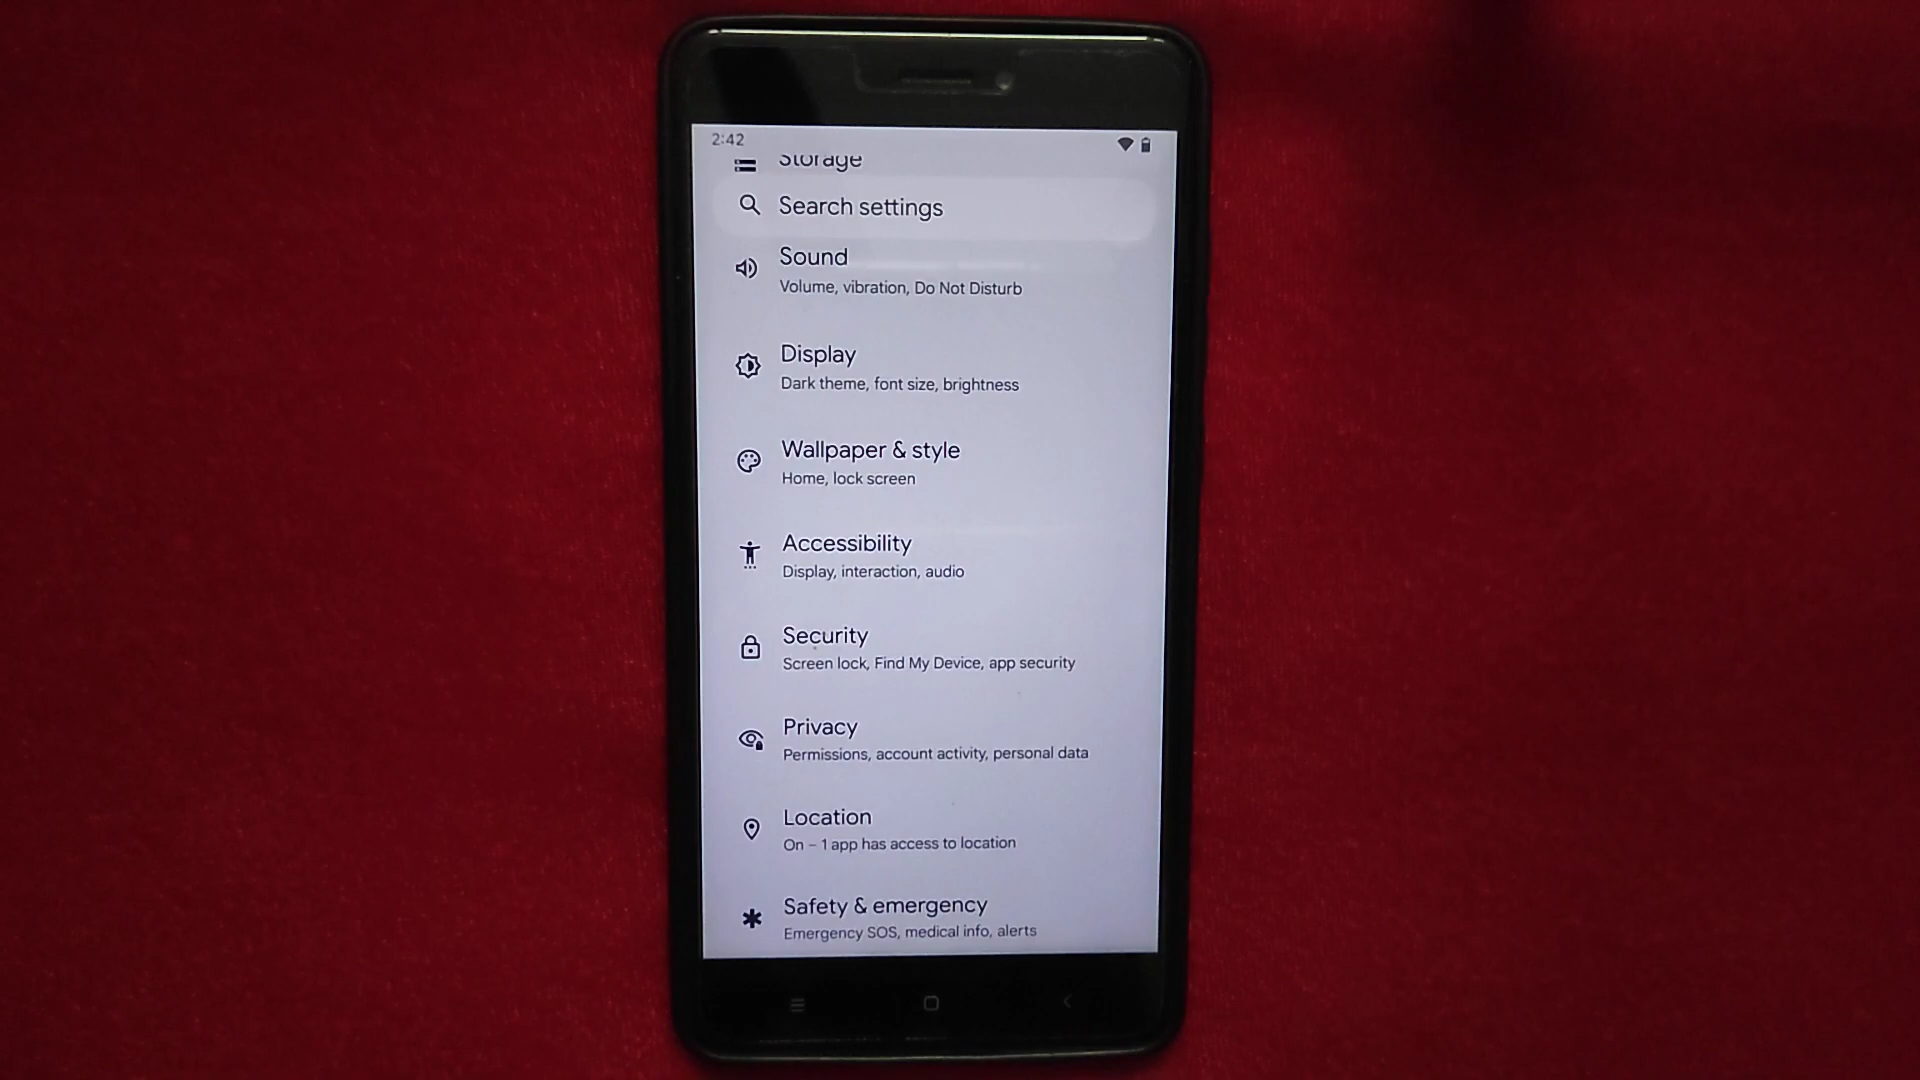 2:42
Storage
Search settings
Sound
Volume, vibration, Do Not Disturb
Display
Dark theme, font size, brightness
Wallpaper & style
Home, lock screen
Accessibility
Display, interaction, audio
Security
Screen lock, Find My Device, app security
Privacy
Permissions, account activity, personal data
Location
On – 1 app has access to location
Safety & emergency
Emergency SOS, medical info, alerts